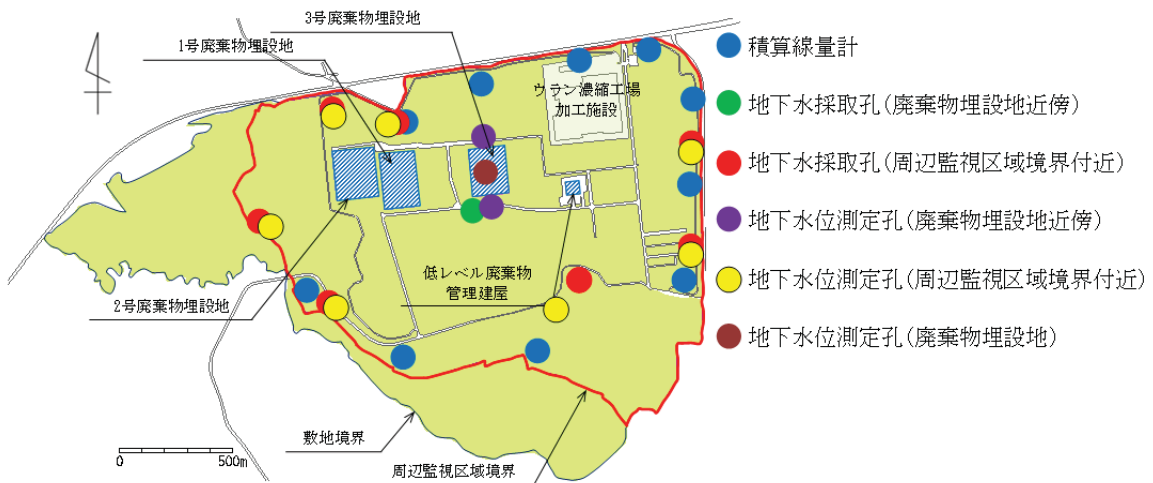 3号廃棄物埋設地
1号廃棄物埋設地
ウラン濃縮工場
加工施設
低レベル廃棄物
管理建屋
2号廃棄物埋設地
敷地境界
周辺監視区域境界
0 500m
積算線量計
地下水採取孔(廃棄物埋設地近傍)
地下水採取孔(周辺監視区域境界付近)
地下水位測定孔(廃棄物埋設地近傍)
地下水位測定孔(周辺監視区域境界付近)
地下水位測定孔(廃棄物埋設地)